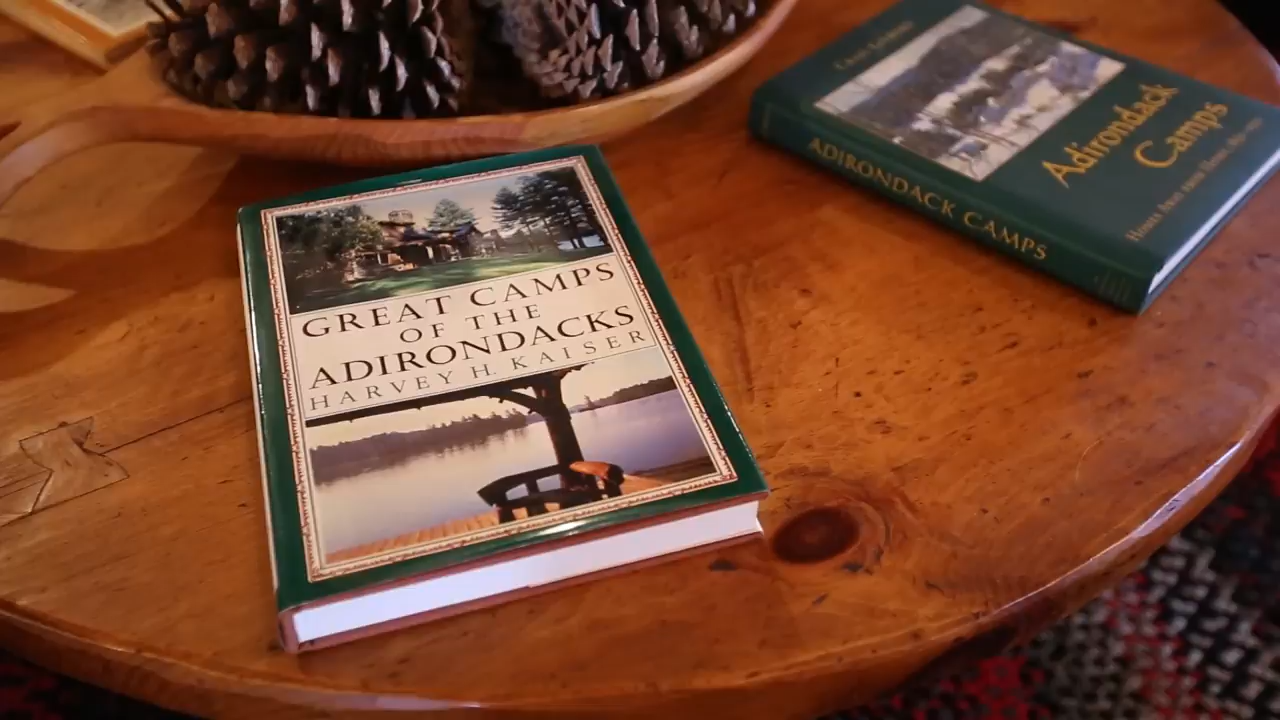 GREAT CAMPS
OF THE
ADIRONDACKS
HARVEY H. KAISER
Adirondack
Camps
ADIRONDACK CAMPS